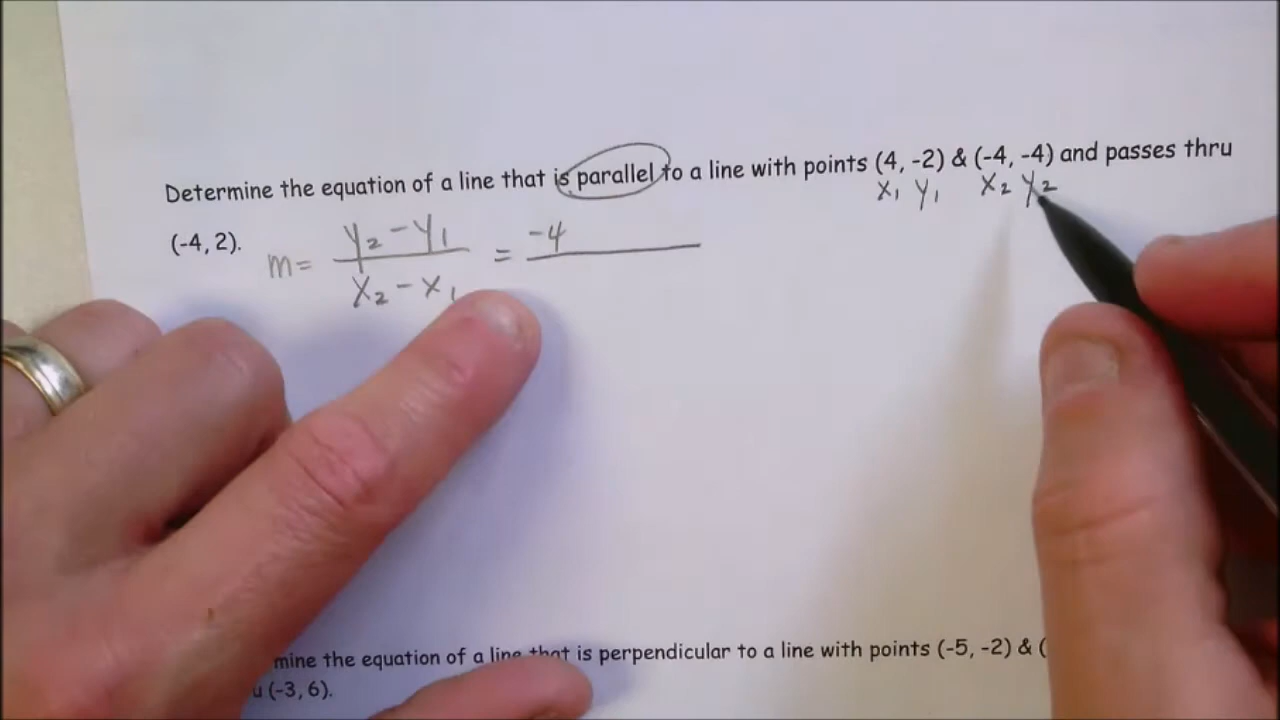 Determine the equation of a line that is parallel to a line with points (4, -2) & (-4, -4) and passes thru
x₁ y₁ x₂ y₂
(-4, 2).
m = y₂ - y₁ / x₂ - x₁ = -4
mine the equation of a line that is perpendicular to a line with points (-5, -2) & (
u (-3, 6).